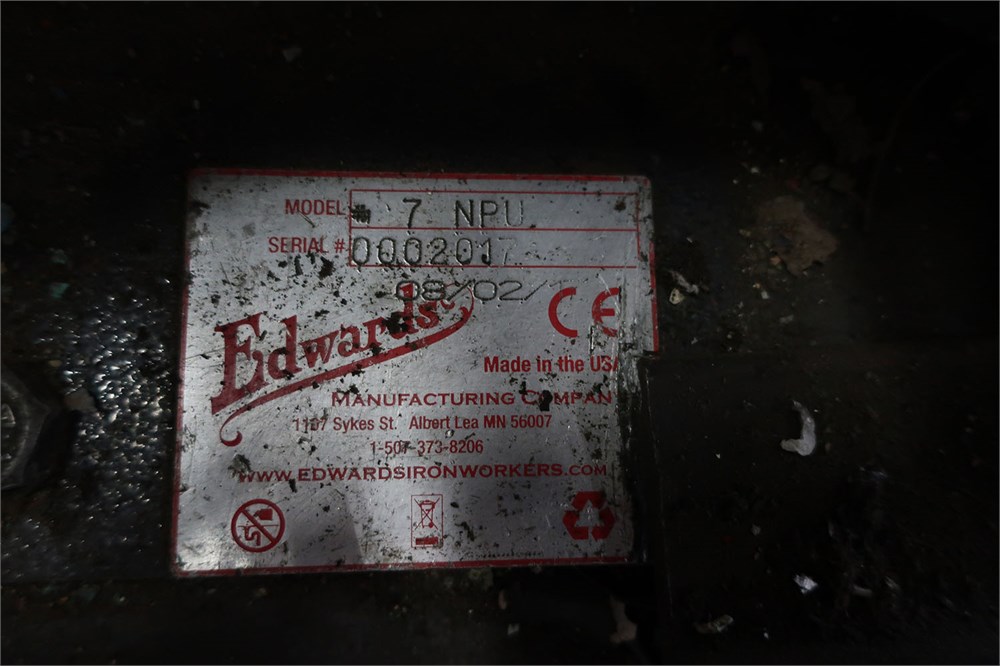 MODEL # 7 NPU
SERIAL # 0002017
08/02/
Edwards
CE
Made in the USA
MANUFACTURING COMPAN
1107 Sykes St. Albert Lea MN 56007
1-507-373-8206
WWW.EDWARDSIRONWORKERS.COM